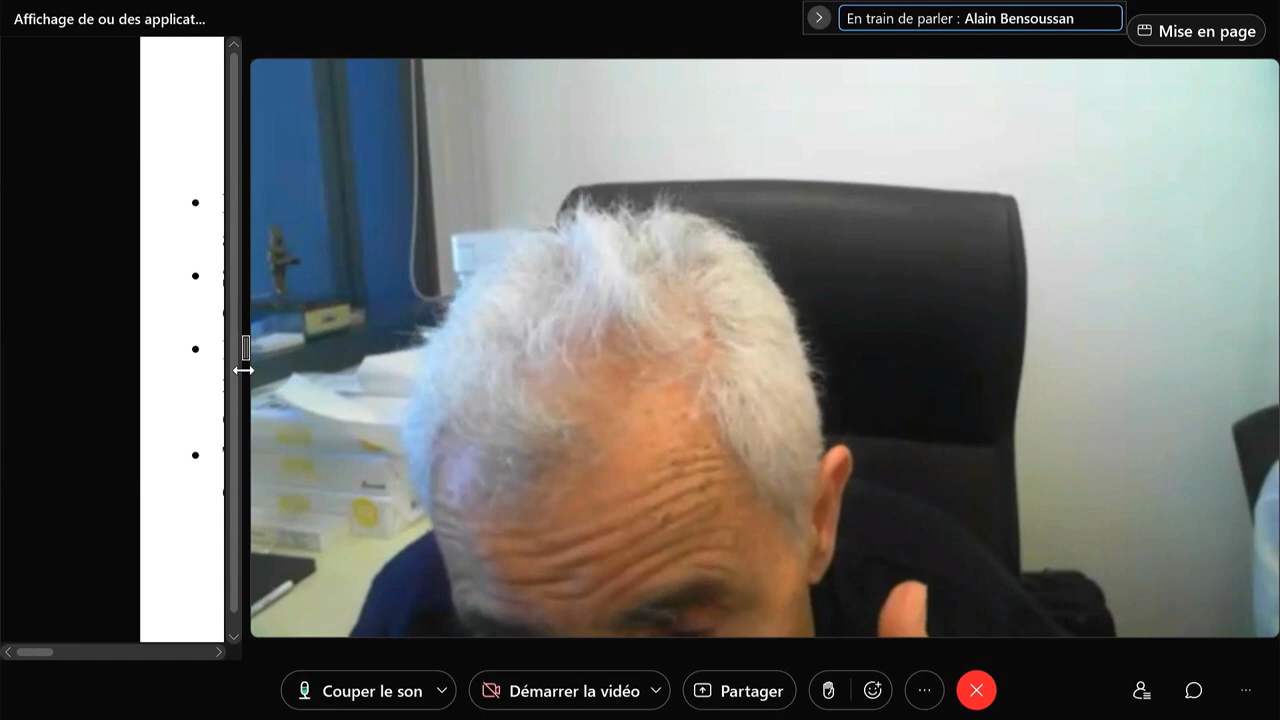 Affichage de ou des applicat...
En train de parler : Alain Bensoussan
Mise en page
Couper le son
Démarrer la vidéo
Partager